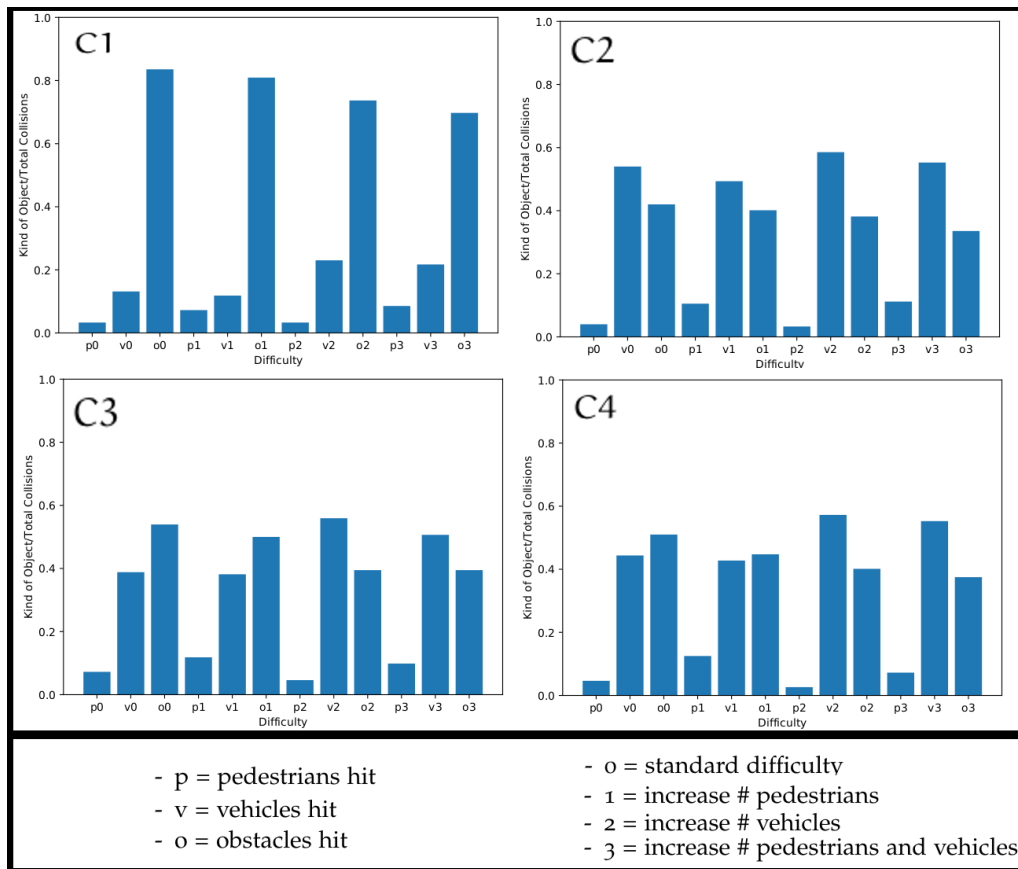 C1
Kind of Object/Total Collisions
1.0
0.8
0.6
0.4
0.2
0.0
p0 v0 o0 p1 v1 o1 p2 v2 o2 p3 v3 o3
Difficulty
C2
Kind of Object/Total Collisions
1.0
0.8
0.6
0.4
0.2
0.0
p0 v0 o0 p1 v1 o1 p2 v2 o2 p3 v3 o3
Difficulty
C3
Kind of Object/Total Collisions
1.0
0.8
0.6
0.4
0.2
0.0
p0 v0 o0 p1 v1 o1 p2 v2 o2 p3 v3 o3
Difficulty
C4
Kind of Object/Total Collisions
1.0
0.8
0.6
0.4
0.2
0.0
p0 v0 o0 p1 v1 o1 p2 v2 o2 p3 v3 o3
Difficulty
- p = pedestrians hit
- v = vehicles hit
- o = obstacles hit
- 0 = standard difficulty
- 1 = increase # pedestrians
- 2 = increase # vehicles
- 3 = increase # pedestrians and vehicles